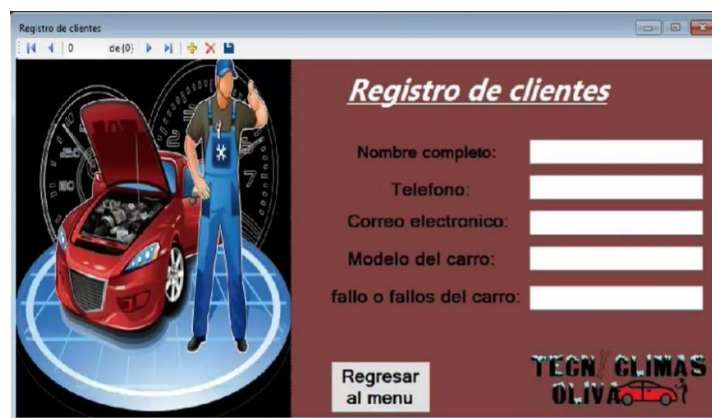 Registro de clientes
0 de {0}
Registro de clientes
Nombre completo:
Telefono:
Correo electronico:
Modelo del carro:
fallo o fallos del carro:
Regresar
al menu
CLIMAS
OLIVA